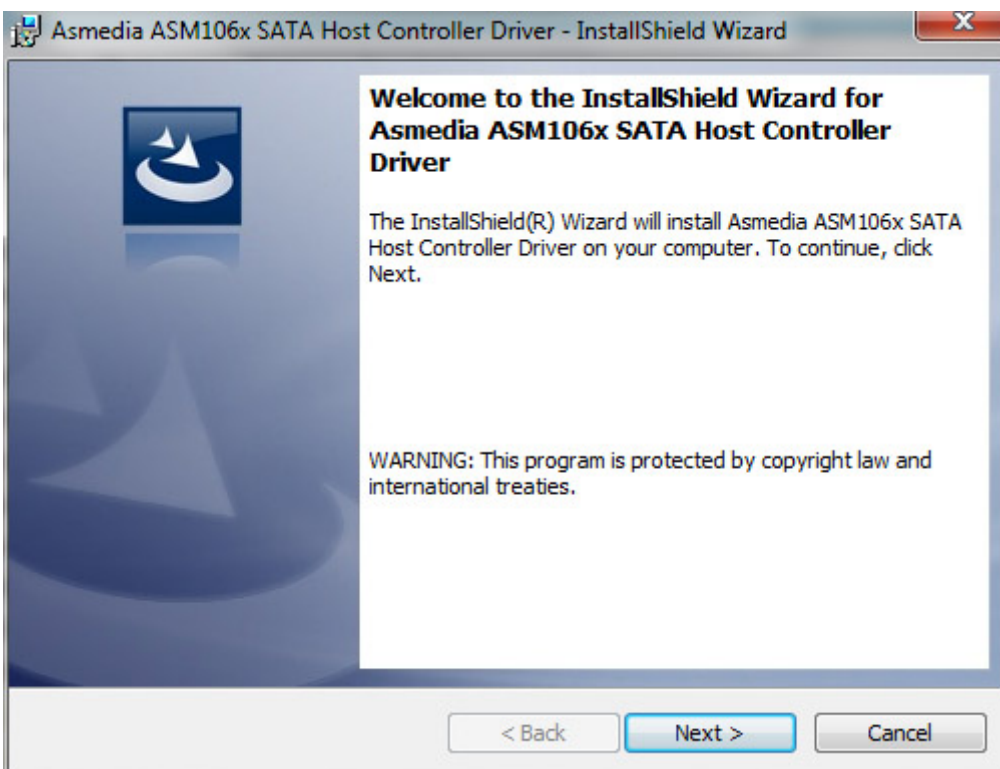 Asmedia ASM106x SATA Host Controller Driver - InstallShield Wizard
X
Welcome to the InstallShield Wizard for
Asmedia ASM106x SATA Host Controller
Driver
The InstallShield(R) Wizard will install Asmedia ASM106x SATA
Host Controller Driver on your computer. To continue, click
Next.
WARNING: This program is protected by copyright law and
international treaties.
< Back Next > Cancel